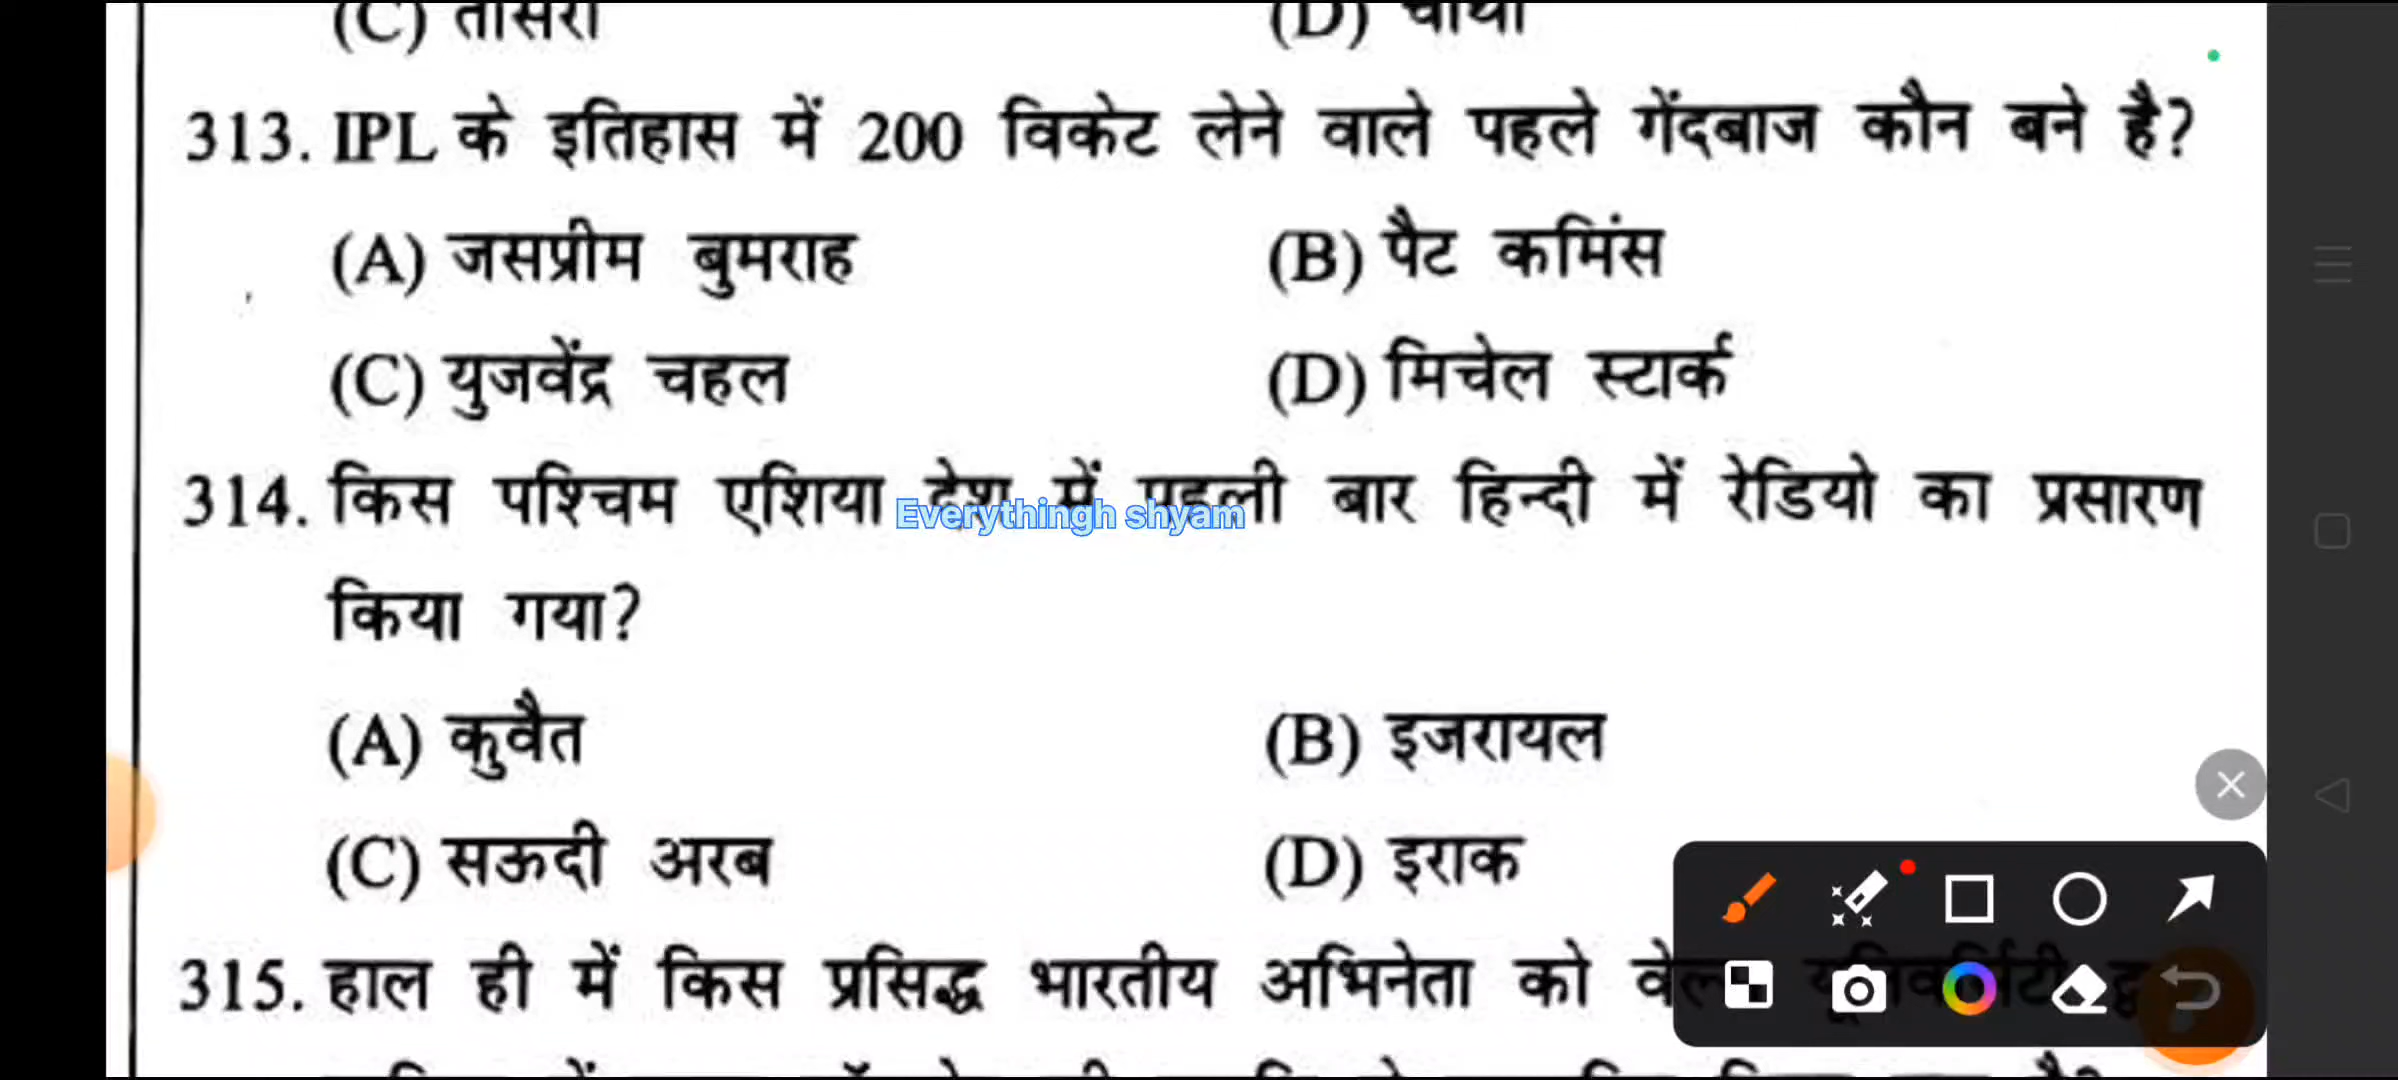 (C) तीसरा (D) चौथा
313. IPL के इतिहास में 200 विकेट लेने वाले पहले गेंदबाज कौन बने है?
(A) जसप्रीम बुमराह (B) पैट कमिंस
(C) युजवेंद्र चहल (D) मिचेल स्टार्क
314. किस पश्चिम एशिया देश में पहली बार हिन्दी में रेडियो का प्रसारण
Everythingh shyam
किया गया?
(A) कुवैत (B) इजरायल
(C) सऊदी अरब (D) इराक
315. हाल ही में किस प्रसिद्ध भारतीय अभिनेता को वेल्स यूनिवर्सिटी